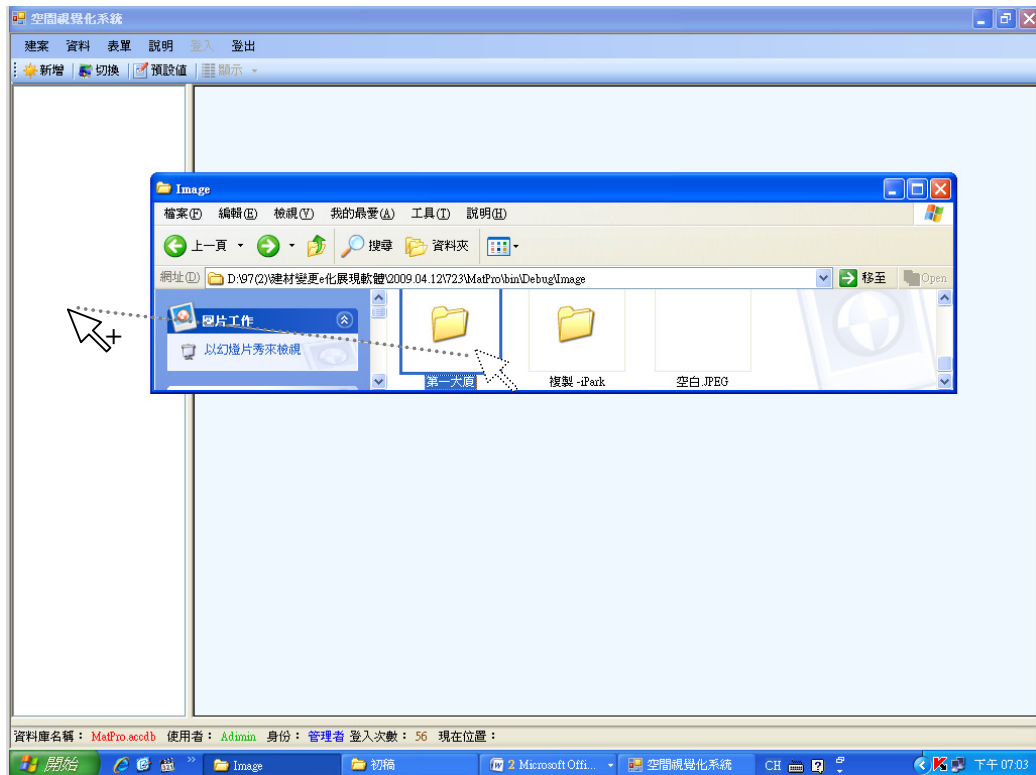 空間視覺化系統
建案 資料 表單 說明 登入 登出
新增 切換 預設值 顯示
Image
檔案(F) 編輯(E) 檢視(V) 我的最愛(A) 工具(T) 說明(H)
上一頁 搜尋 資料夾
網址(D) D:\97(2)\建材變更e化展現軟體\2009.04.12\723\MatPro\bin\Debug\Image 移至 Open
圖片工作
以幻燈片秀來檢視
第一大廈 複製 -iPark 空白.JPEG
資料庫名稱： MatPro.accdb 使用者： Adimin 身份： 管理者 登入次數： 56 現在位置：
開始 Image 初稿 2 Microsoft Offi... 空間視覺化系統 CH 下午 07:03